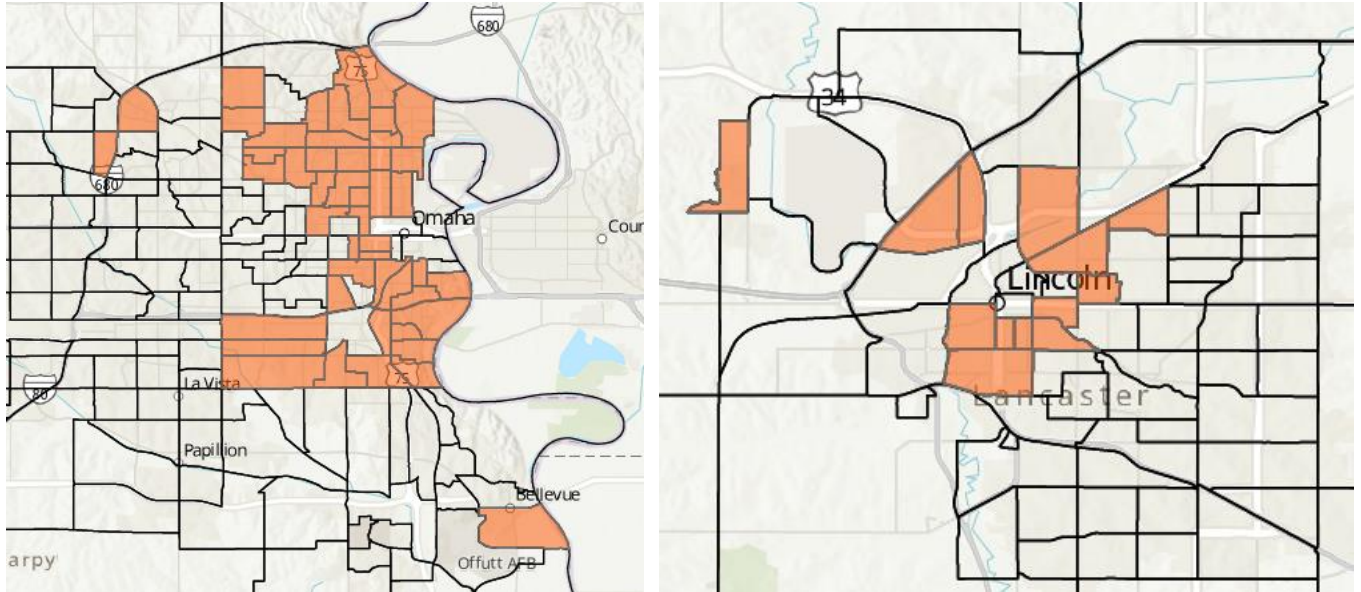 680
75
680
Omaha
Cour
La Vista
75
80
Papillion
Bellevue
arpy
Offutt AFB
34
Lincoln
Lancaster